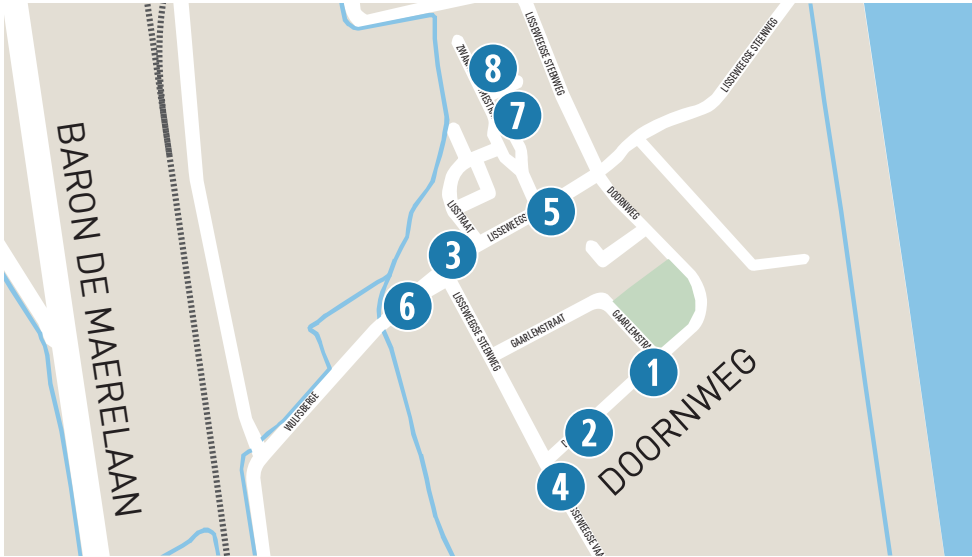 LISSEWEEGSE STEENWEG
LISSEWEEGSE STEENWEG
8
7
BARON DE MAERELAAN
DOORNWEG
LISSTRAAT
5
3
6
LISSEWEEGSE STEENWEG
GAARLEMSTRAAT
1
WULFSBERGE
2
DOORNWEG
4